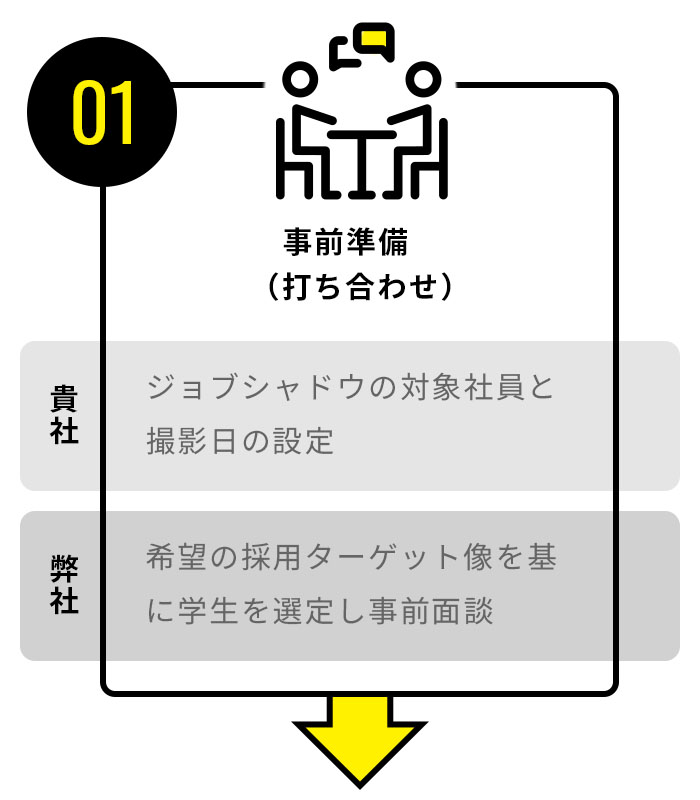 01
事前準備
（打ち合わせ）
貴社
ジョブシャドウの対象社員と
撮影日の設定
弊社
希望の採用ターゲット像を基
に学生を選定し事前面談